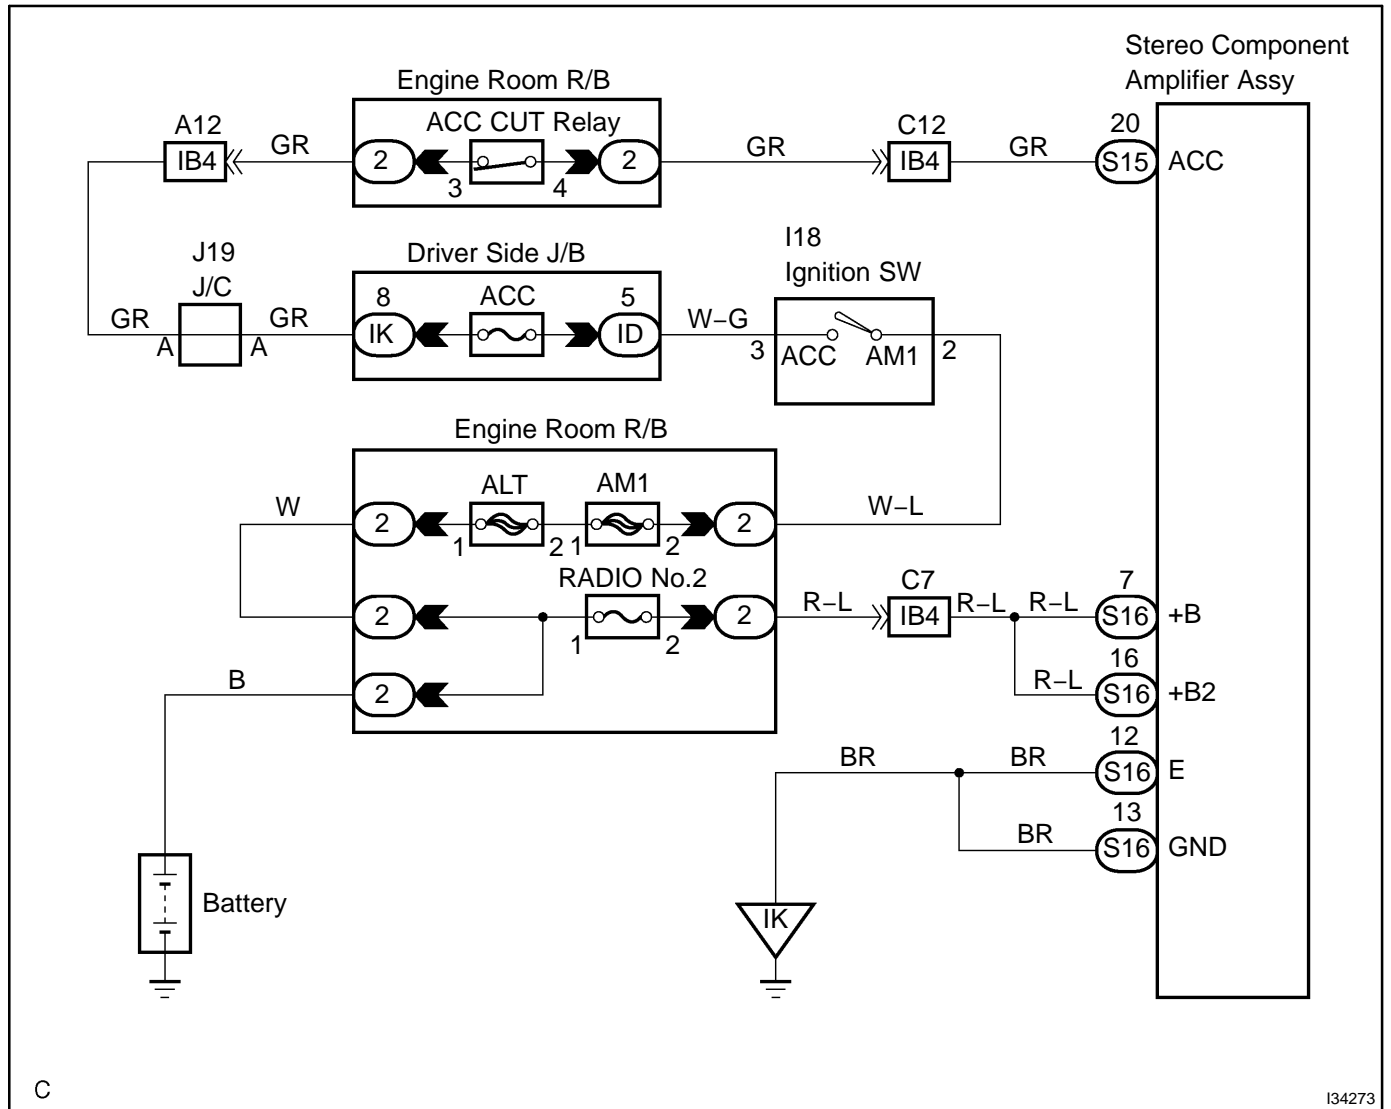 Stereo Component
Amplifier Assy
Engine Room R/B
ACC CUT Relay
A12
IB4
GR
2
3
4
2
GR
C12
IB4
GR
20
S15
ACC
J19
J/C
GR
A
A
GR
Driver Side J/B
8
IK
ACC
5
ID
W–G
I18
Ignition SW
3
ACC
AM1
2
Engine Room R/B
W
2
ALT
1
2
AM1
1
2
2
W–L
2
RADIO No.2
1
2
2
R–L
C7
IB4
R–L
R–L
7
S16
+B
B
2
R–L
16
S16
+B2
BR
BR
12
S16
E
BR
13
S16
GND
Battery
IK
C
I34273